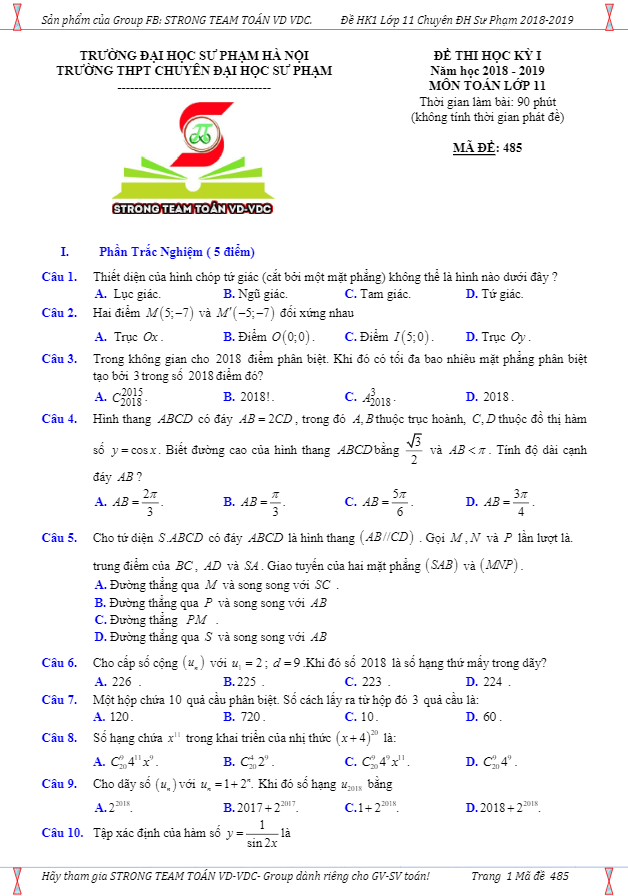 Sản phẩm của Group FB: STRONG TEAM TOÁN VD VDC. Đề HK1 Lớp 11 Chuyên ĐH Sư Phạm 2018-2019
TRƯỜNG ĐẠI HỌC SƯ PHẠM HÀ NỘI
TRƯỜNG THPT CHUYÊN ĐẠI HỌC SƯ PHẠM
-----------------------------------
STRONG TEAM TOÁN VD-VDC
ĐỀ THI HỌC KỲ I
Năm học 2018 - 2019
MÔN TOÁN LỚP 11
Thời gian làm bài: 90 phút
(không tính thời gian phát đề)
MÃ ĐỀ: 485
I. Phần Trắc Nghiệm ( 5 điểm)
Câu 1. Thiết diện của hình chóp tứ giác (cắt bởi một mặt phẳng) không thể là hình nào dưới đây ?
A. Lục giác. B. Ngũ giác. C. Tam giác. D. Tứ giác.
Câu 2. Hai điểm M(5;−7) và M′(−5;−7) đối xứng nhau
A. Trục Ox. B. Điểm O(0;0). C. Điểm I(5;0). D. Trục Oy.
Câu 3. Trong không gian cho 2018 điểm phân biệt. Khi đó có tối đa bao nhiêu mặt phẳng phân biệt
tạo bởi 3 trong số 2018 điểm đó?
A. C_{2018}^{2015}. B. 2018!. C. A_{2018}^{3}. D. 2018.
Câu 4. Hình thang ABCD có đáy AB = 2CD, trong đó A, B thuộc trục hoành, C, D thuộc đồ thị hàm
số y = cos x. Biết đường cao của hình thang ABCD bằng √3/2 và AB < π. Tính độ dài cạnh
đáy AB ?
A. AB = 2π/3. B. AB = π/3. C. AB = 5π/6. D. AB = 3π/4.
Câu 5. Cho tứ diện S.ABCD có đáy ABCD là hình thang (AB//CD) . Gọi M, N và P lần lượt là.
trung điểm của BC, AD và SA. Giao tuyến của hai mặt phẳng (SAB) và (MNP).
A. Đường thẳng qua M và song song với SC .
B. Đường thẳng qua P và song song với AB
C. Đường thẳng PM .
D. Đường thẳng qua S và song song với AB
Câu 6. Cho cấp số cộng (u_n) với u_1 = 2; d = 9 .Khi đó số 2018 là số hạng thứ mấy trong dãy?
A. 226 . B. 225 . C. 223 . D. 224 .
Câu 7. Một hộp chứa 10 quả cầu phân biệt. Số cách lấy ra từ hộp đó 3 quả cầu là:
A. 120. B. 720. C. 10. D. 60.
Câu 8. Số hạng chứa x^{11} trong khai triển của nhị thức (x+4)^{20} là:
A. C_{20}^{9}4^{11}x^{9}. B. C_{20}^{4}2^{9}. C. C_{20}^{9}4^{9}x^{11}. D. C_{20}^{9}4^{9}.
Câu 9. Cho dãy số (u_n) với u_n = 1+2^n. Khi đó số hạng u_{2018} bằng
A. 2^{2018}. B. 2017+2^{2017}. C. 1+2^{2018}. D. 2018+2^{2018}.
Câu 10. Tập xác định của hàm số y = 1/sin 2x là
Hãy tham gia STRONG TEAM TOÁN VD-VDC- Group dành riêng cho GV-SV toán! Trang 1 Mã đề 485